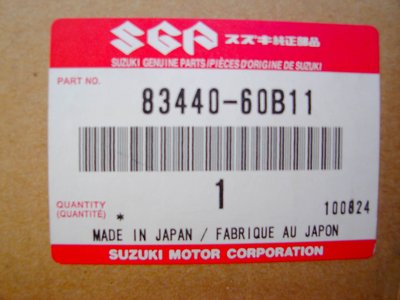 SGP スズキ純正部品
SUZUKI GENUINE PARTS/PIÈCES D'ORIGINE DE SUZUKI
PART NO.
83440-60B11
QUANTITY
(QUANTITÉ)
*
1
100824
MADE IN JAPAN / FABRIQUE AU JAPON
SUZUKI MOTOR CORPORATION